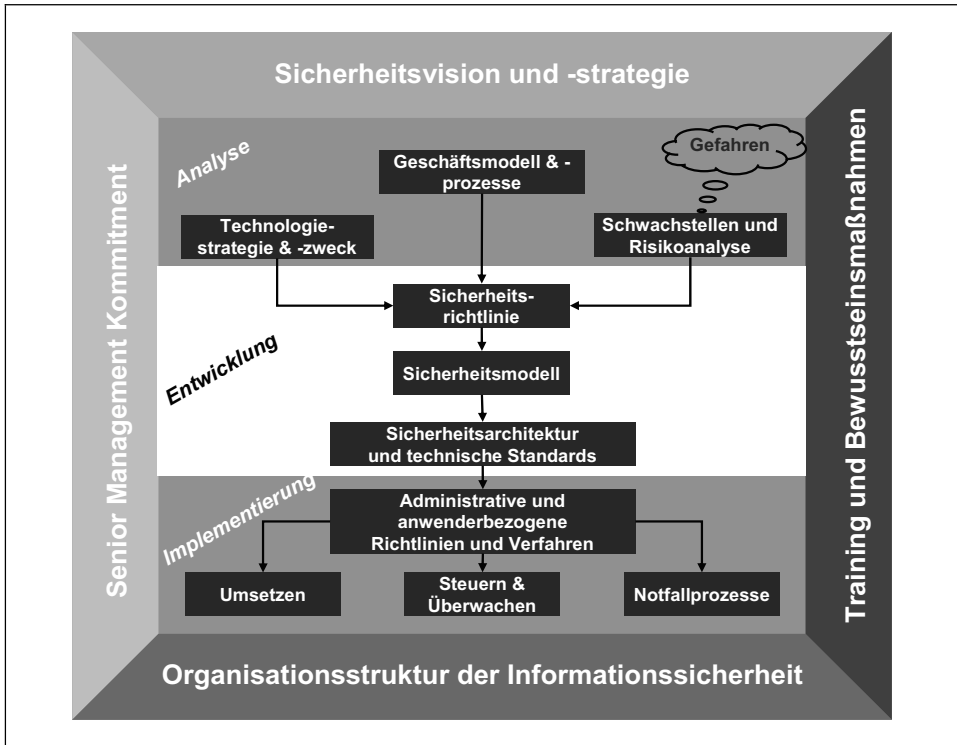 Sicherheitsvision und -strategie
Senior Management Kommitment
Training und Bewusstseinsmaßnahmen
Analyse
Gefahren
Geschäftsmodell & -
prozesse
Technologie-
strategie & -zweck
Schwachstellen und
Risikoanalyse
Entwicklung
Sicherheits-
richtlinie
Sicherheitsmodell
Sicherheitsarchitektur
und technische Standards
Implementierung
Administrative und
anwenderbezogene
Richtlinien und Verfahren
Umsetzen
Steuern &
Überwachen
Notfallprozesse
Organisationsstruktur der Informationssicherheit